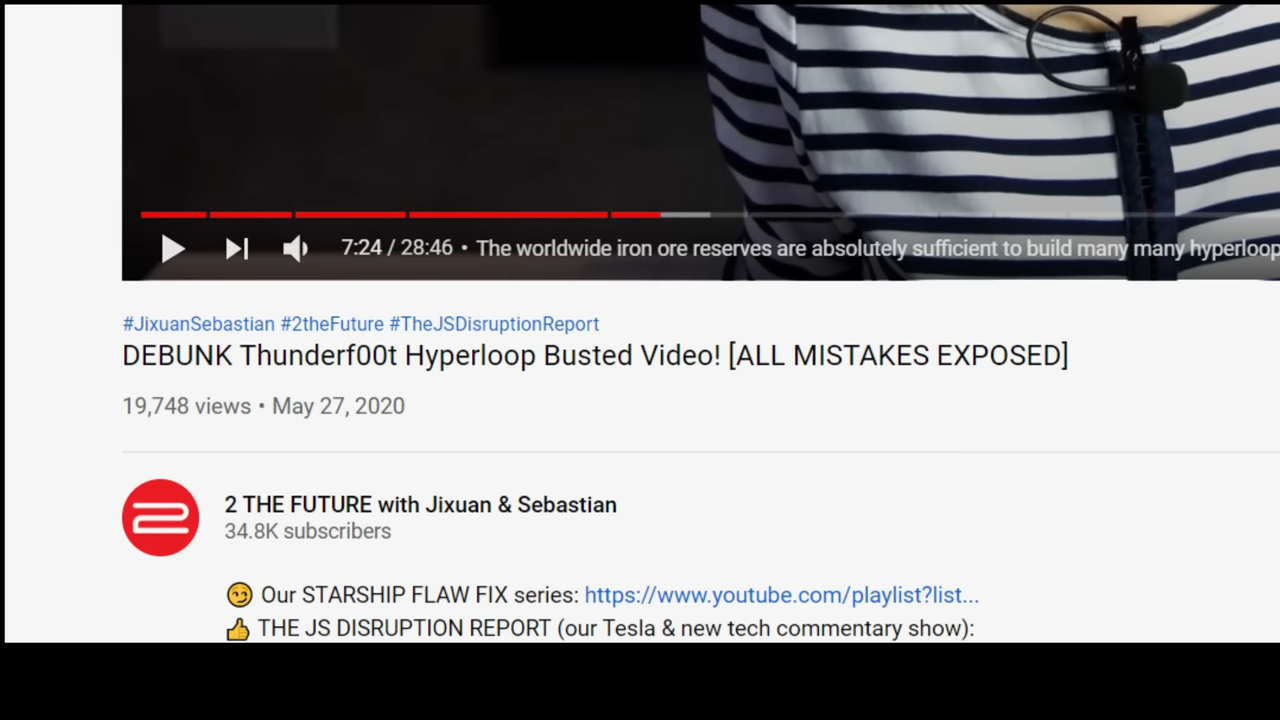 7:24 / 28:46 • The worldwide iron ore reserves are absolutely sufficient to build many many hyperloop
#JixuanSebastian #2theFuture #TheJSDisruptionReport
DEBUNK Thunderf00t Hyperloop Busted Video! [ALL MISTAKES EXPOSED]
19,748 views • May 27, 2020
2 THE FUTURE with Jixuan & Sebastian
34.8K subscribers
😏 Our STARSHIP FLAW FIX series: https://www.youtube.com/playlist?list...
👍 THE JS DISRUPTION REPORT (our Tesla & new tech commentary show):